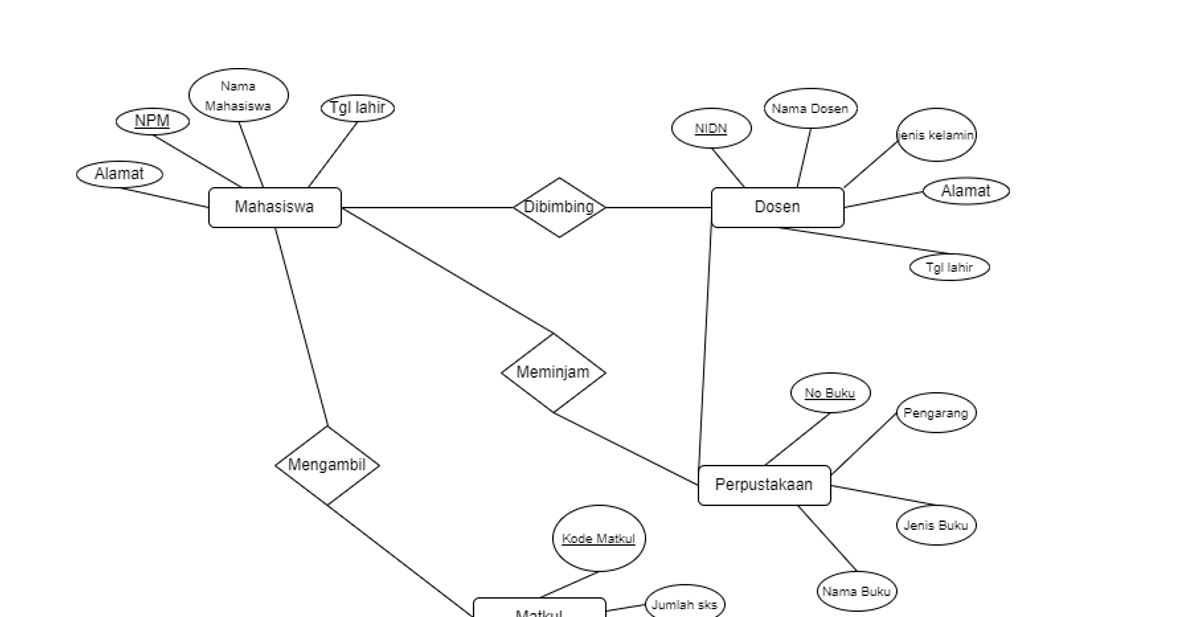 Nama
Mahasiswa
Tgl lahir
NPM
Alamat
Mahasiswa
Dibimbing
NIDN
Nama Dosen
jenis kelamin
Alamat
Dosen
Tgl lahir
Meminjam
Mengambil
No Buku
Pengarang
Perpustakaan
Jenis Buku
Nama Buku
Kode Matkul
Jumlah sks
Matkul